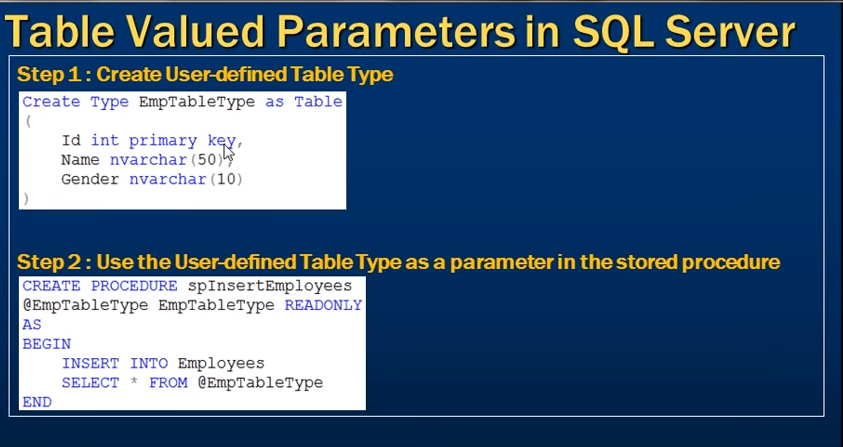 Table Valued Parameters in SQL Server
Step 1 : Create User-defined Table Type
Create Type EmpTableType as Table
(
Id int primary key,
Name nvarchar(50),
Gender nvarchar(10)
)
Step 2 : Use the User-defined Table Type as a parameter in the stored procedure
CREATE PROCEDURE spInsertEmployees
@EmpTableType EmpTableType READONLY
AS
BEGIN
INSERT INTO Employees
SELECT * FROM @EmpTableType
END